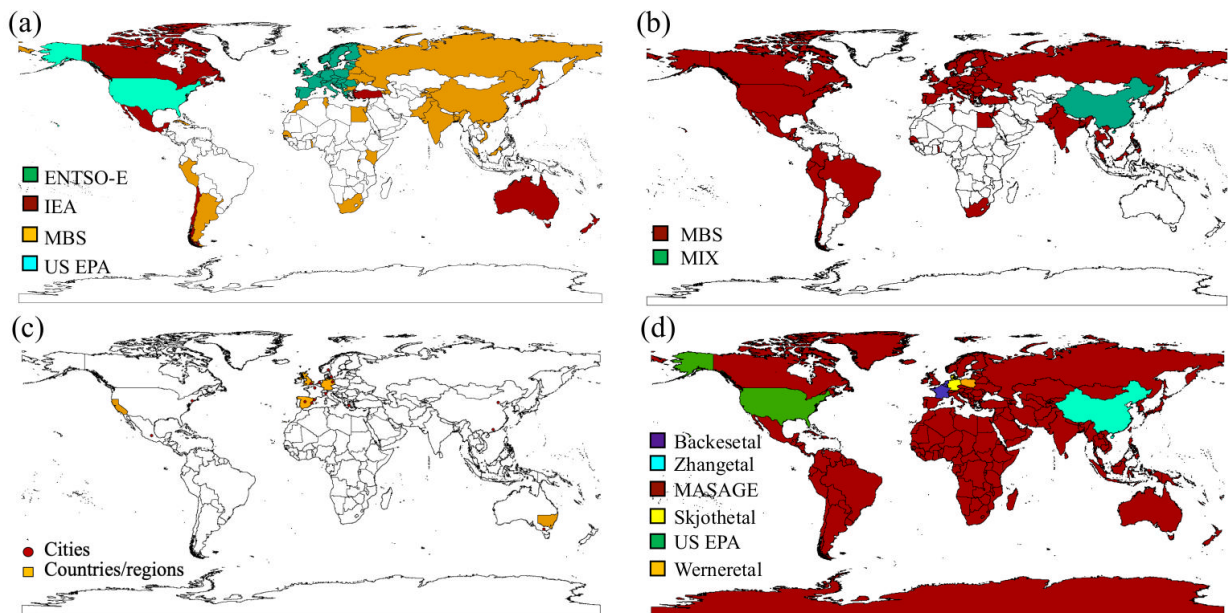 (a)
ENTSO-E
IEA
MBS
US EPA
(b)
MBS
MIX
(c)
Cities
Countries/regions
(d)
Backesetal
Zhangetal
MASAGE
Skjothetal
US EPA
Werneretal